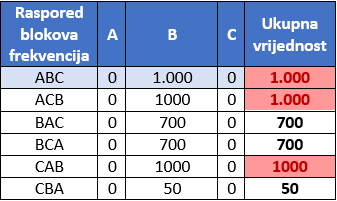 Raspored blokova frekvencija A B C Ukupna vrijednost
ABC 0 1.000 0 1.000
ACB 0 1000 0 1.000
BAC 0 700 0 700
BCA 0 700 0 700
CAB 0 1000 0 1000
CBA 0 50 0 50